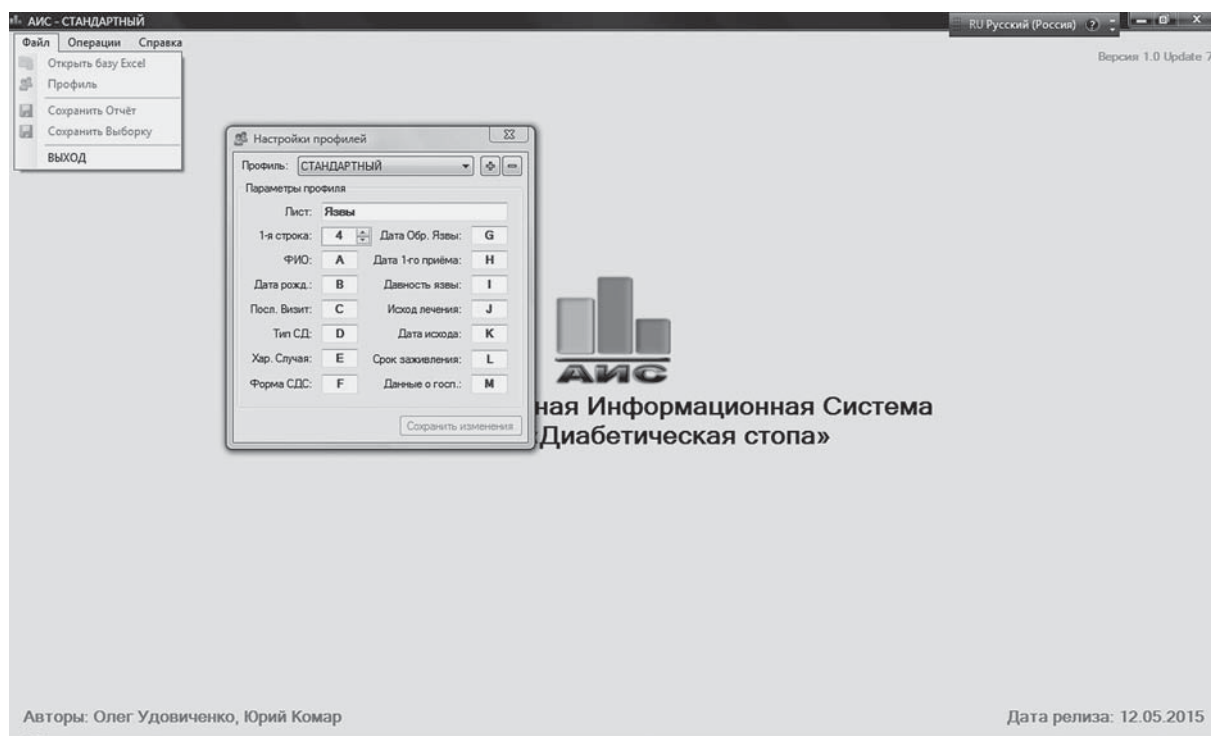 АИС - СТАНДАРТНЫЙ
RU Русский (Россия)
Файл Операции Справка
Версия 1.0 Update 7
Открыть базу Excel
Профиль
Сохранить Отчёт
Сохранить Выборку
ВЫХОД
Настройки профилей
Профиль: СТАНДАРТНЫЙ
Параметры профиля
Лист: Язвы
1-я строка: 4 Дата Обр. Язвы: G
ФИО: A Дата 1-го приёма: H
Дата рожд.: B Давность язвы: I
Посл. Визит: C Исход лечения: J
Тип СД: D Дата исхода: K
Хар. Случая: E Срок заживления: L
Форма СДС: F Данные о госп.: M
Сохранить изменения
АИС
ная Информационная Система
«Диабетическая стопа»
Авторы: Олег Удовиченко, Юрий Комар
Дата релиза: 12.05.2015